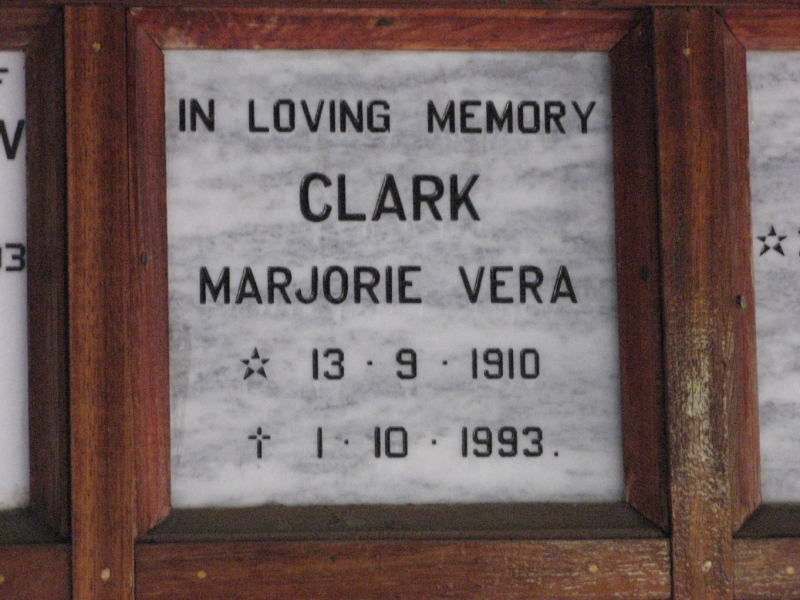 IN LOVING MEMORY
CLARK
MARJORIE VERA
☆ 13 · 9 · 1910
† 1 · 10 · 1993.